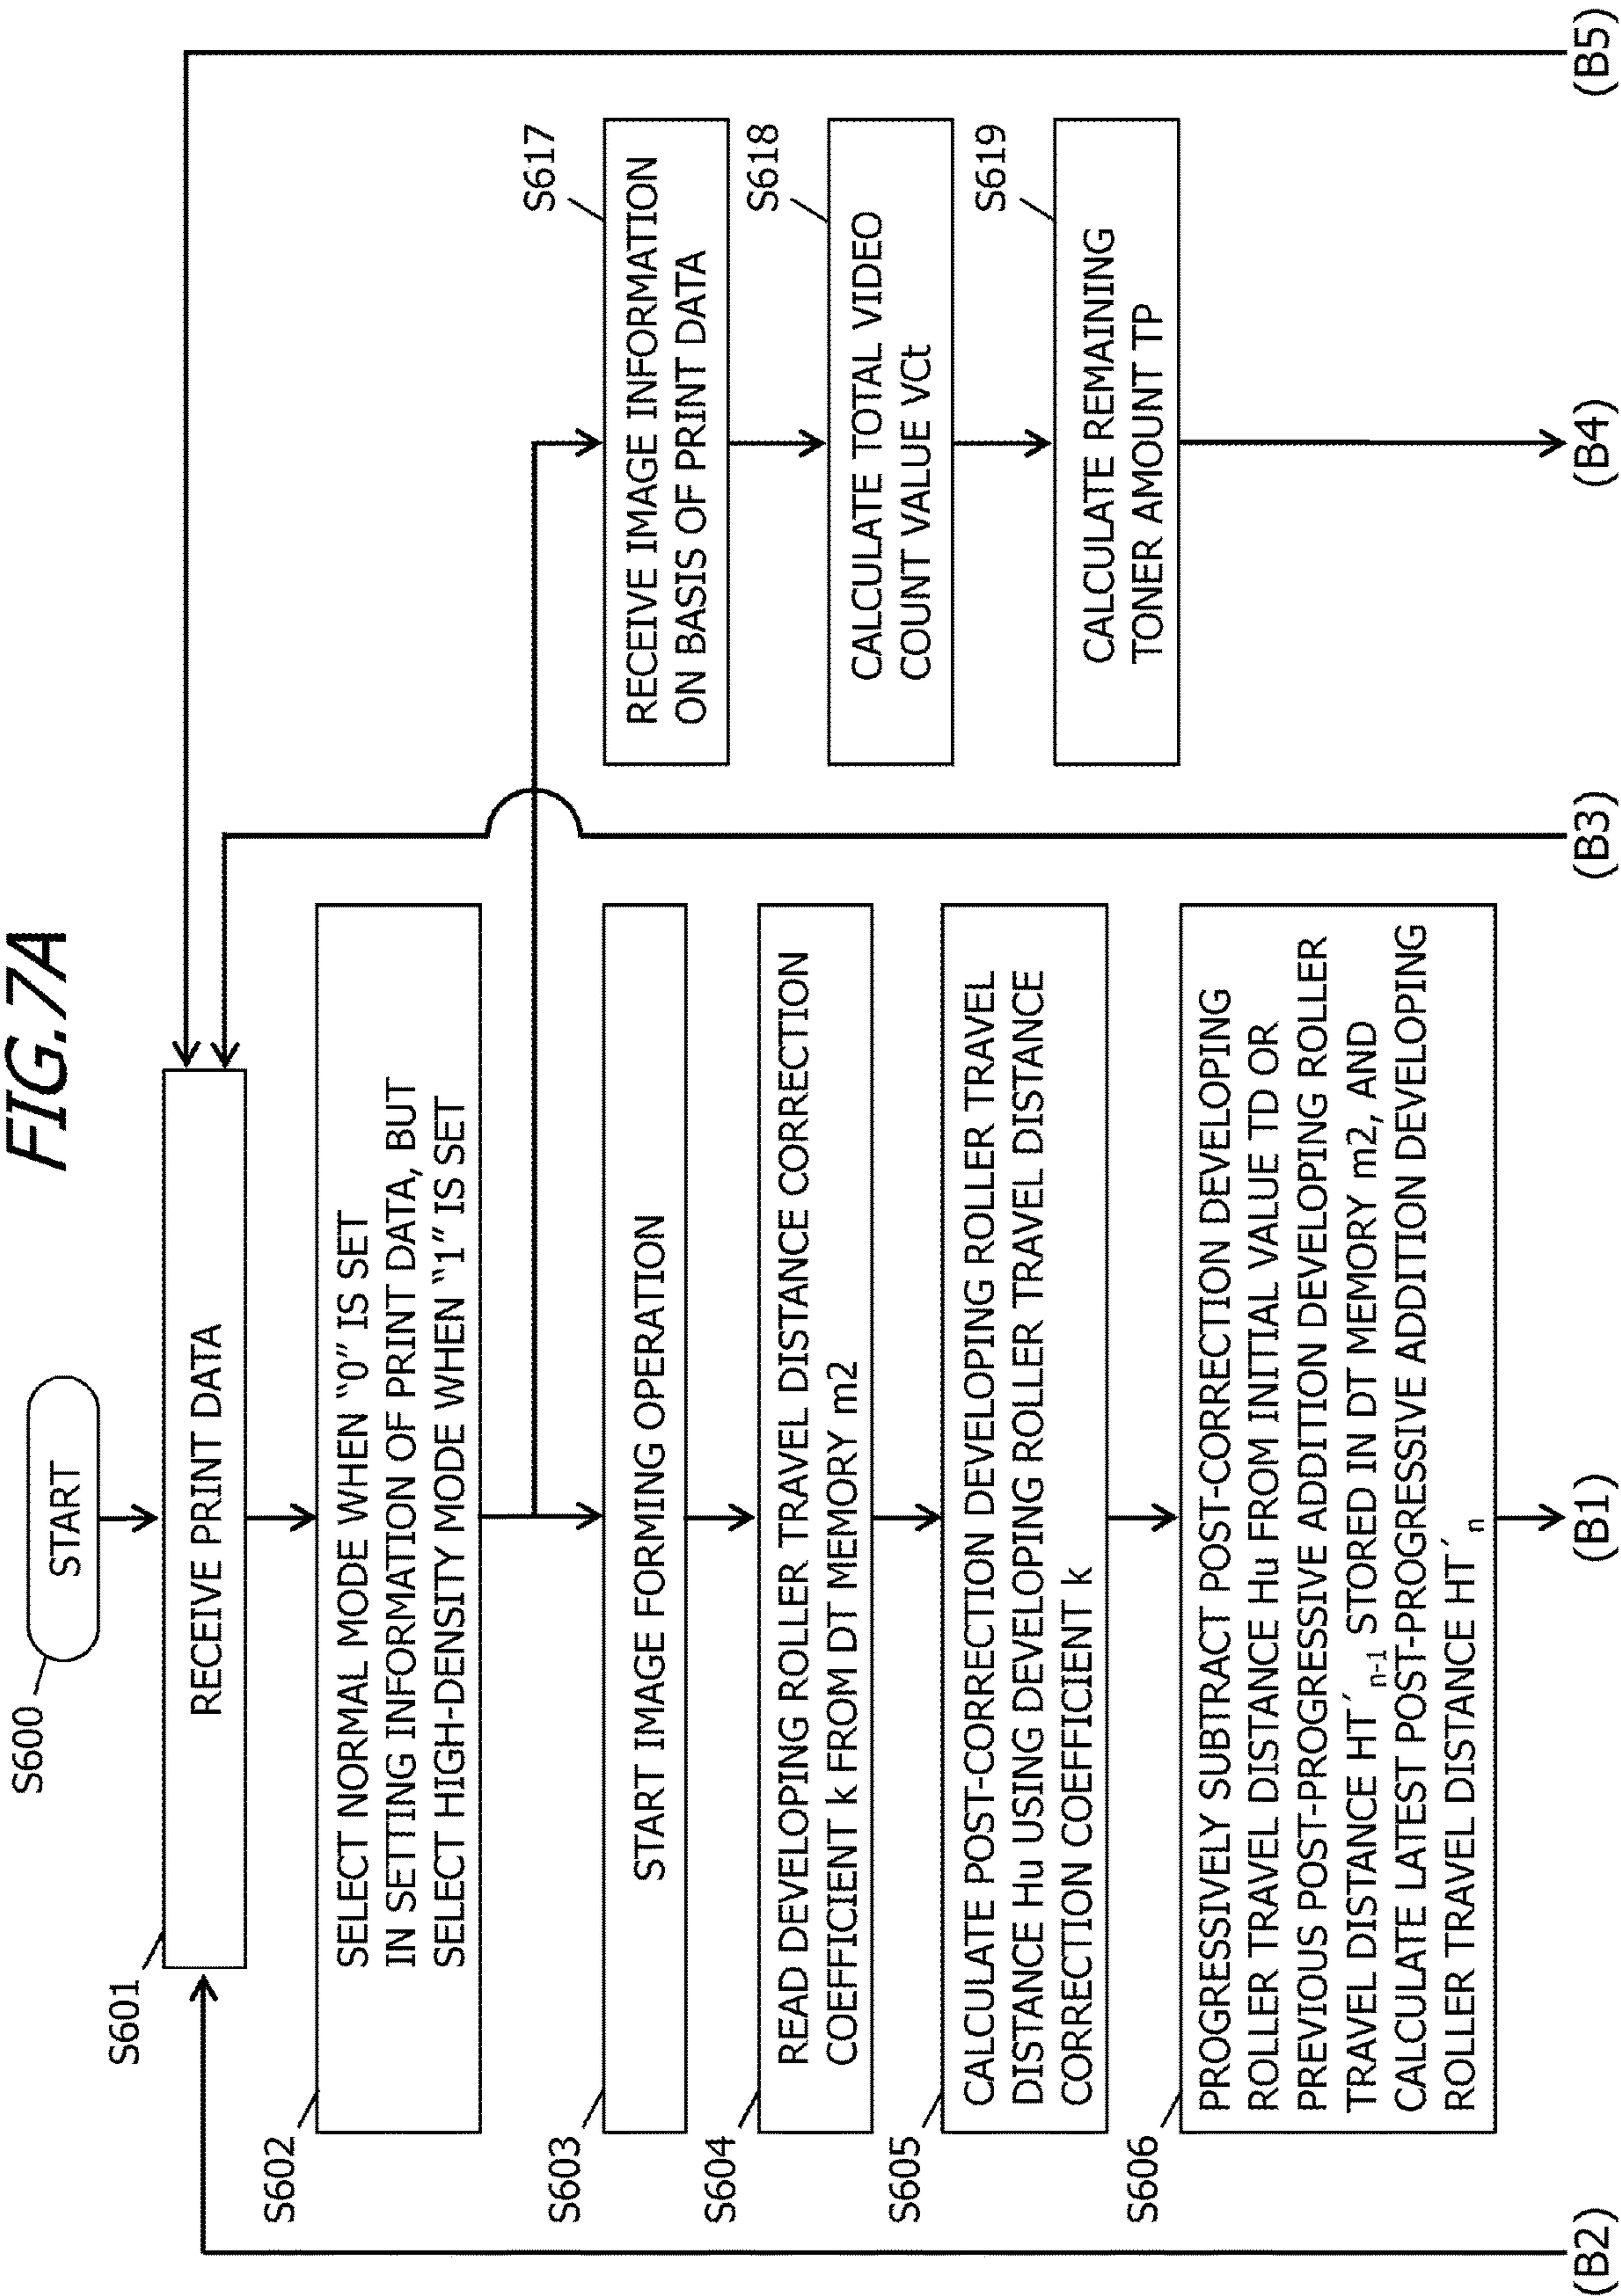 FIG.7A
S600
START
S601
RECEIVE PRINT DATA
S602
SELECT NORMAL MODE WHEN “0” IS SET
IN SETTING INFORMATION OF PRINT DATA, BUT
SELECT HIGH-DENSITY MODE WHEN “1” IS SET
S603
START IMAGE FORMING OPERATION
S604
READ DEVELOPING ROLLER TRAVEL DISTANCE CORRECTION
COEFFICIENT k FROM DT MEMORY m2
S605
CALCULATE POST-CORRECTION DEVELOPING ROLLER TRAVEL
DISTANCE Hu USING DEVELOPING ROLLER TRAVEL DISTANCE
CORRECTION COEFFICIENT k
S606
PROGRESSIVELY SUBTRACT POST-CORRECTION DEVELOPING
ROLLER TRAVEL DISTANCE Hu FROM INITIAL VALUE TD OR
PREVIOUS POST-PROGRESSIVE ADDITION DEVELOPING ROLLER
TRAVEL DISTANCE HT′n-1 STORED IN DT MEMORY m2, AND
CALCULATE LATEST POST-PROGRESSIVE ADDITION DEVELOPING
ROLLER TRAVEL DISTANCE HT′n
S617
RECEIVE IMAGE INFORMATION
ON BASIS OF PRINT DATA
S618
CALCULATE TOTAL VIDEO
COUNT VALUE VCt
S619
CALCULATE REMAINING
TONER AMOUNT TP
(B2)
(B1)
(B3)
(B4)
(B5)